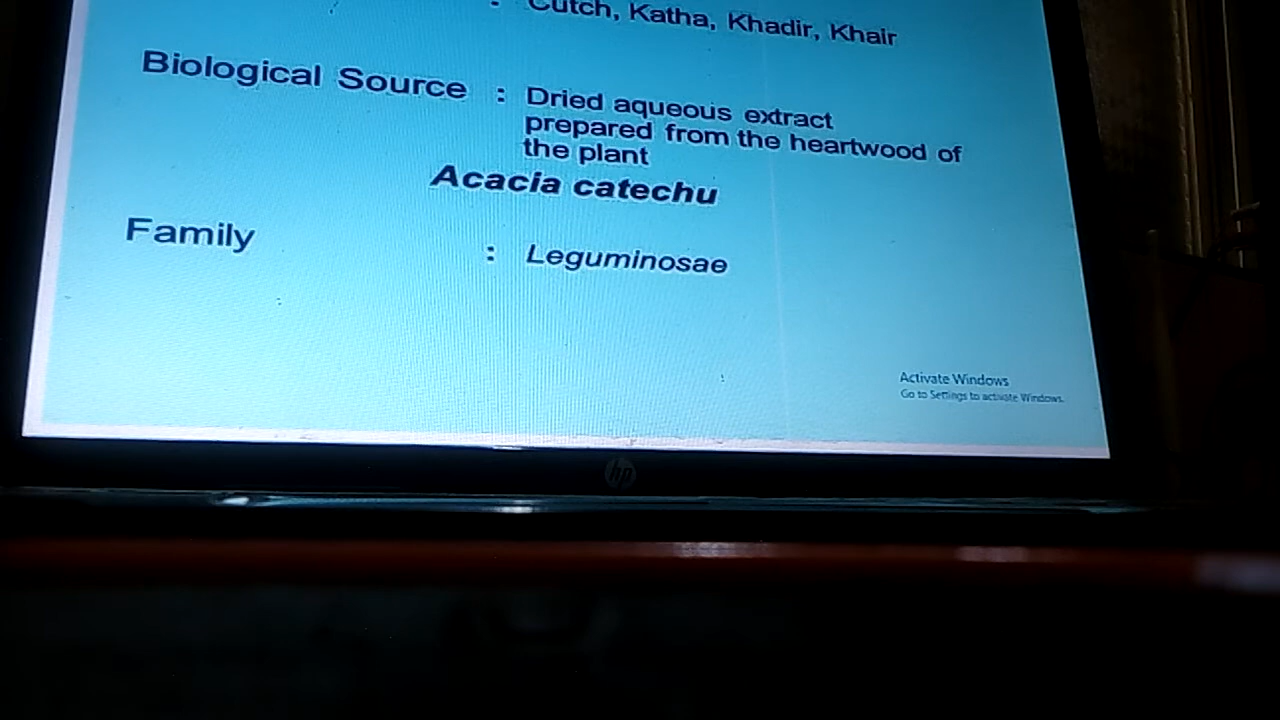 : Cutch, Katha, Khadir, Khair
Biological Source : Dried aqueous extract
prepared from the heartwood of
the plant
Acacia catechu
Family : Leguminosae
Activate Windows
Go to Settings to activate Windows.
hp